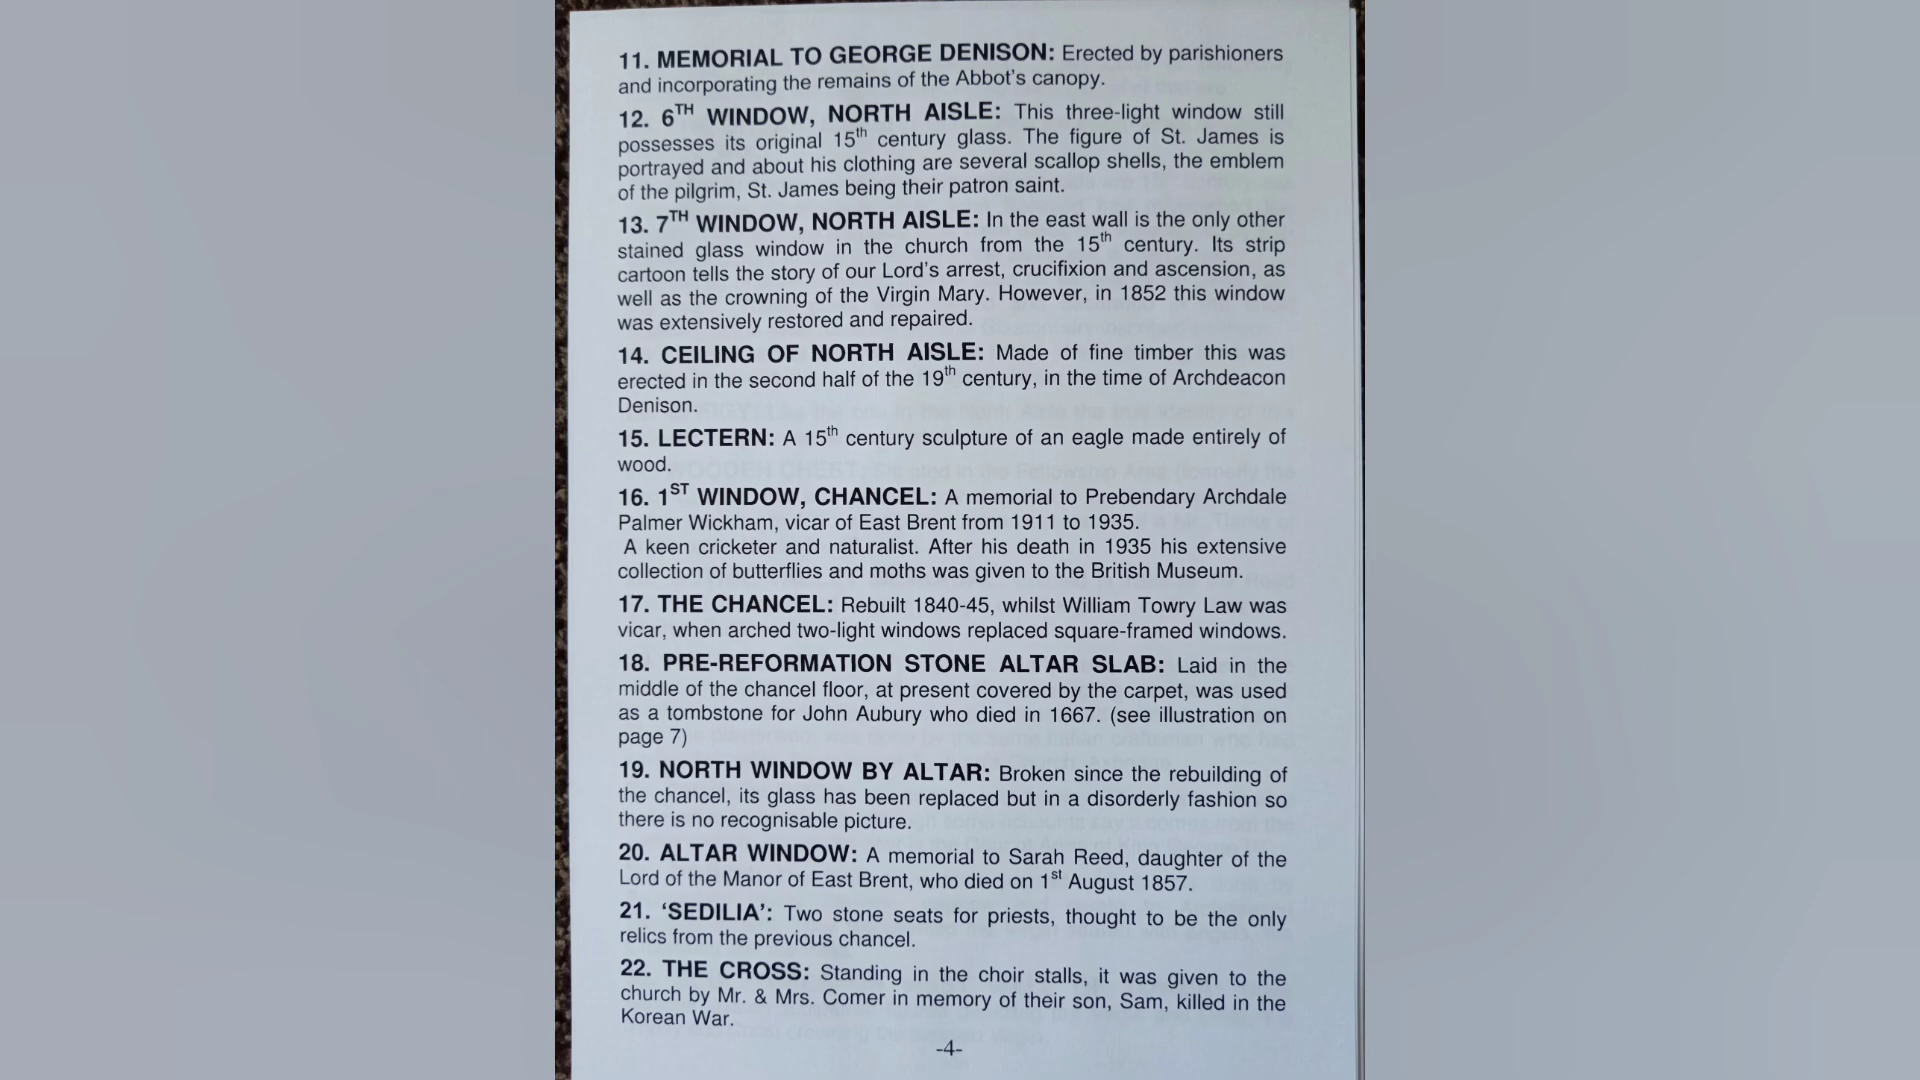 11. MEMORIAL TO GEORGE DENISON: Erected by parishioners
and incorporating the remains of the Abbot's canopy.
12. 6TH WINDOW, NORTH AISLE: This three-light window still
possesses its original 15th century glass. The figure of St. James is
portrayed and about his clothing are several scallop shells, the emblem
of the pilgrim, St. James being their patron saint.
13. 7TH WINDOW, NORTH AISLE: In the east wall is the only other
stained glass window in the church from the 15th century. Its strip
cartoon tells the story of our Lord's arrest, crucifixion and ascension, as
well as the crowning of the Virgin Mary. However, in 1852 this window
was extensively restored and repaired.
14. CEILING OF NORTH AISLE: Made of fine timber this was
erected in the second half of the 19th century, in the time of Archdeacon
Denison.
15. LECTERN: A 15th century sculpture of an eagle made entirely of
wood.
16. 1ST WINDOW, CHANCEL: A memorial to Prebendary Archdale
Palmer Wickham, vicar of East Brent from 1911 to 1935.
A keen cricketer and naturalist. After his death in 1935 his extensive
collection of butterflies and moths was given to the British Museum.
17. THE CHANCEL: Rebuilt 1840-45, whilst William Towry Law was
vicar, when arched two-light windows replaced square-framed windows.
18. PRE-REFORMATION STONE ALTAR SLAB: Laid in the
middle of the chancel floor, at present covered by the carpet, was used
as a tombstone for John Aubury who died in 1667. (see illustration on
page 7)
19. NORTH WINDOW BY ALTAR: Broken since the rebuilding of
the chancel, its glass has been replaced but in a disorderly fashion so
there is no recognisable picture.
20. ALTAR WINDOW: A memorial to Sarah Reed, daughter of the
Lord of the Manor of East Brent, who died on 1st August 1857.
21. ‘SEDILIA’: Two stone seats for priests, thought to be the only
relics from the previous chancel.
22. THE CROSS: Standing in the choir stalls, it was given to the
church by Mr. & Mrs. Comer in memory of their son, Sam, killed in the
Korean War.
-4-